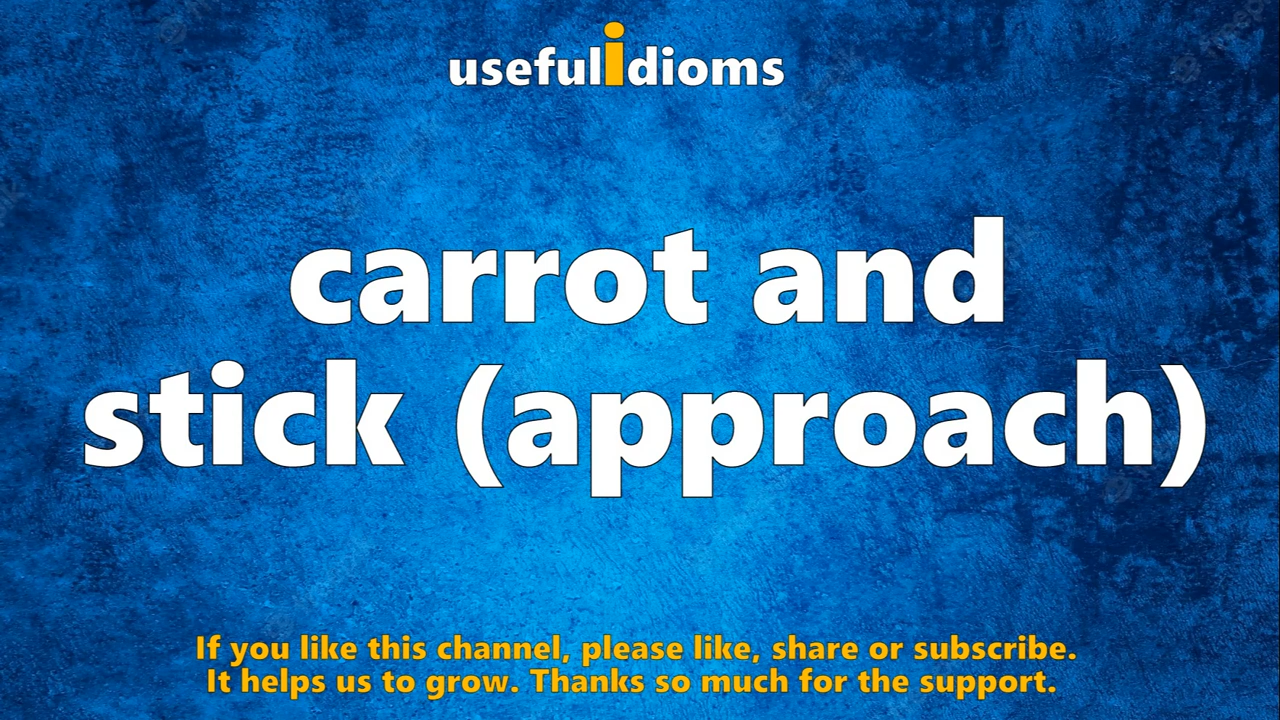 usefulidioms
carrot and
stick (approach)
If you like this channel, please like, share or subscribe.
It helps us to grow. Thanks so much for the support.